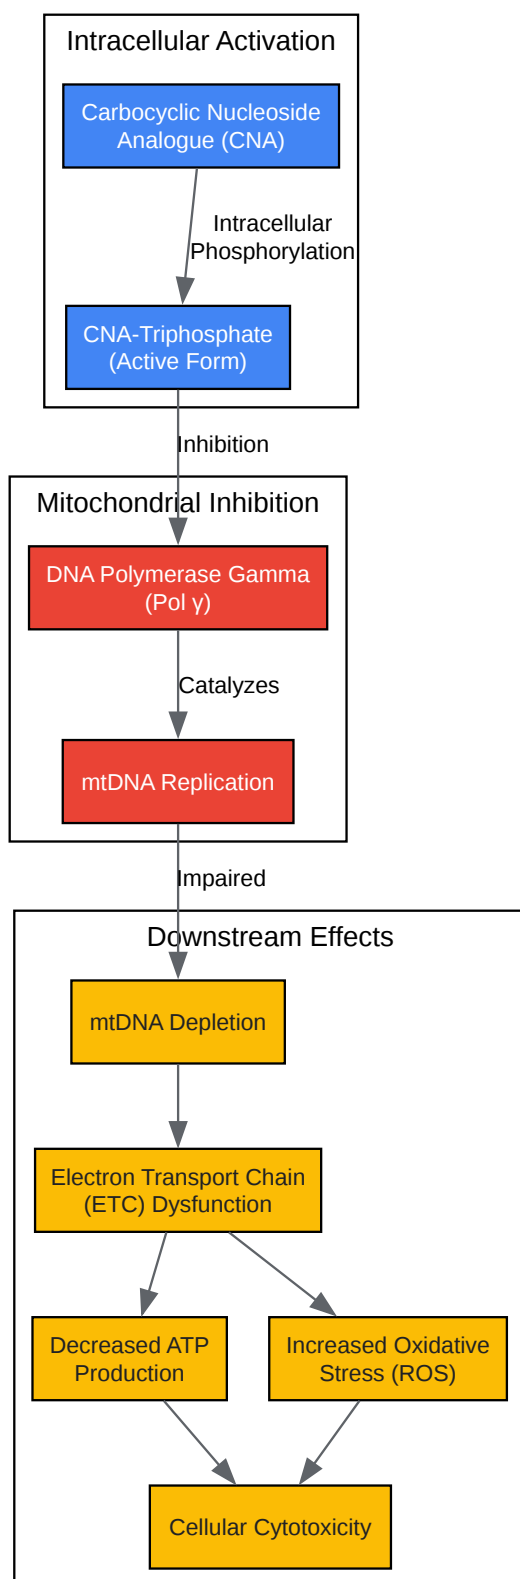 Intracellular Activation
Carbocyclic Nucleoside
Analogue (CNA)
Intracellular
Phosphorylation
CNA-Triphosphate
(Active Form)
Inhibition
Mitochondrial Inhibition
DNA Polymerase Gamma
(Pol γ)
Catalyzes
mtDNA Replication
Impaired
Downstream Effects
mtDNA Depletion
Electron Transport Chain
(ETC) Dysfunction
Decreased ATP
Production
Increased Oxidative
Stress (ROS)
Cellular Cytotoxicity